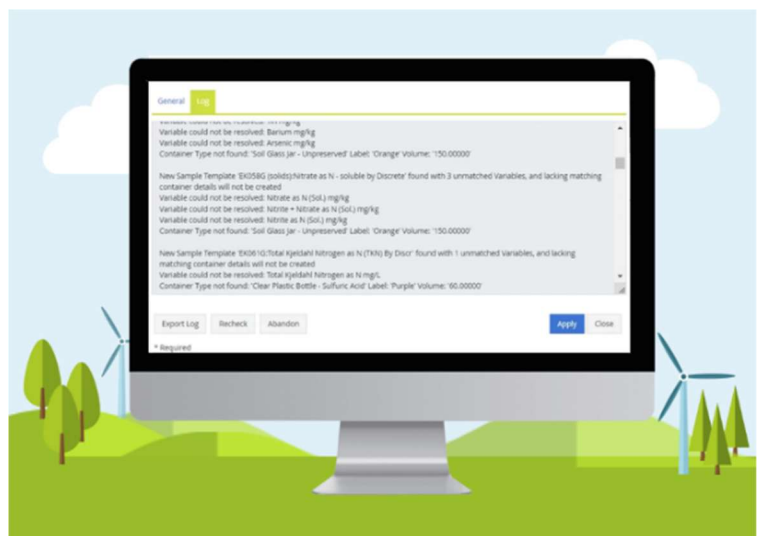 General Log
Variable could not be resolved: TKN mg/kg
Variable could not be resolved: Barium mg/kg
Variable could not be resolved: Arsenic mg/kg
Container Type not found: 'Soil Glass Jar - Unpreserved' Label: 'Orange' Volume: '150.00000'
New Sample Template 'EK058G (solids):Nitrate as N - soluble by Discrete' found with 3 unmatched Variables, and lacking matching
container details will not be created
Variable could not be resolved: Nitrate as N (Sol.) mg/kg
Variable could not be resolved: Nitrite + Nitrate as N (Sol.) mg/kg
Variable could not be resolved: Nitrite as N (Sol.) mg/kg
Container Type not found: 'Soil Glass Jar - Unpreserved' Label: 'Orange' Volume: '150.00000'
New Sample Template 'EK061G:Total Kjeldahl Nitrogen as N (TKN) By Discr' found with 1 unmatched Variables, and lacking
matching container details will not be created
Variable could not be resolved: Total Kjeldahl Nitrogen as N mg/L
Container Type not found: 'Clear Plastic Bottle - Sulfuric Acid' Label: 'Purple' Volume: '60.00000'
Export Log Recheck Abandon Apply Close
* Required